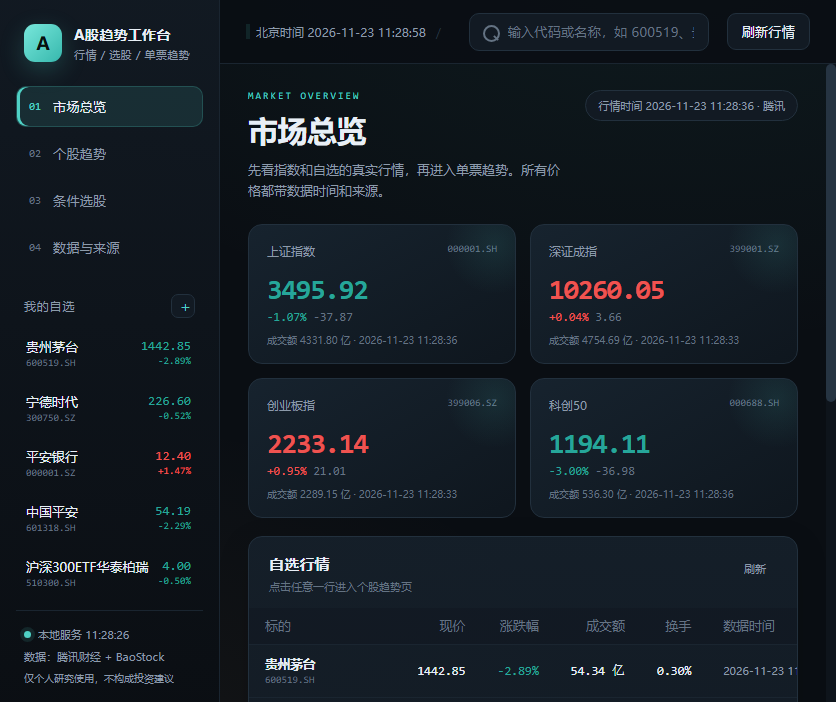 A
A股趋势工作台
行情 / 选股 / 单票趋势
北京时间 2026-11-23 11:28:58 /
输入代码或名称，如 600519、
刷新行情
01 市场总览
02 个股趋势
03 条件选股
04 数据与来源
我的自选 +
贵州茅台 1442.85
600519.SH -2.89%
宁德时代 226.60
300750.SZ -0.52%
平安银行 12.40
000001.SZ +1.47%
中国平安 54.19
601318.SH -2.29%
沪深300ETF华泰柏瑞 4.00
510300.SH -0.50%
本地服务 11:28:26
数据：腾讯财经 + BaoStock
仅个人研究使用，不构成投资建议
MARKET OVERVIEW
市场总览
行情时间 2026-11-23 11:28:36 · 腾讯
先看指数和自选的真实行情，再进入单票趋势。所有价
格都带数据时间和来源。
上证指数 000001.SH
3495.92
-1.07% -37.87
成交额 4331.80 亿 · 2026-11-23 11:28:36
深证成指 399001.SZ
10260.05
+0.04% 3.66
成交额 4754.69 亿 · 2026-11-23 11:28:33
创业板指 399006.SZ
2233.14
+0.95% 21.01
成交额 2289.15 亿 · 2026-11-23 11:28:33
科创50 000688.SH
1194.11
-3.00% -36.98
成交额 536.30 亿 · 2026-11-23 11:28:36
自选行情
点击任意一行进入个股趋势页
刷新
标的 现价 涨跌幅 成交额 换手 数据时间
贵州茅台 1442.85 -2.89% 54.34 亿 0.30% 2026-11-23
600519.SH